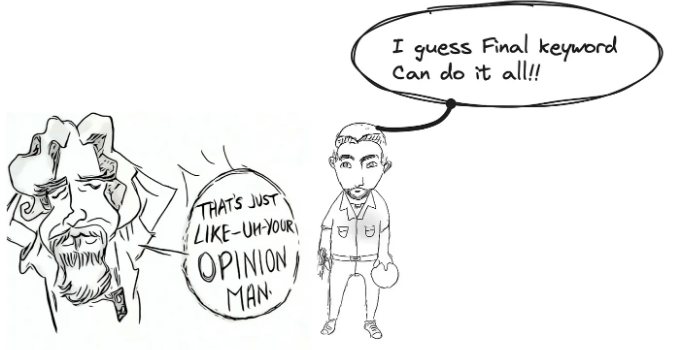 I guess Final keyword
Can do it all!!
THAT'S JUST
LIKE-UH-YOUR
OPINION
MAN.